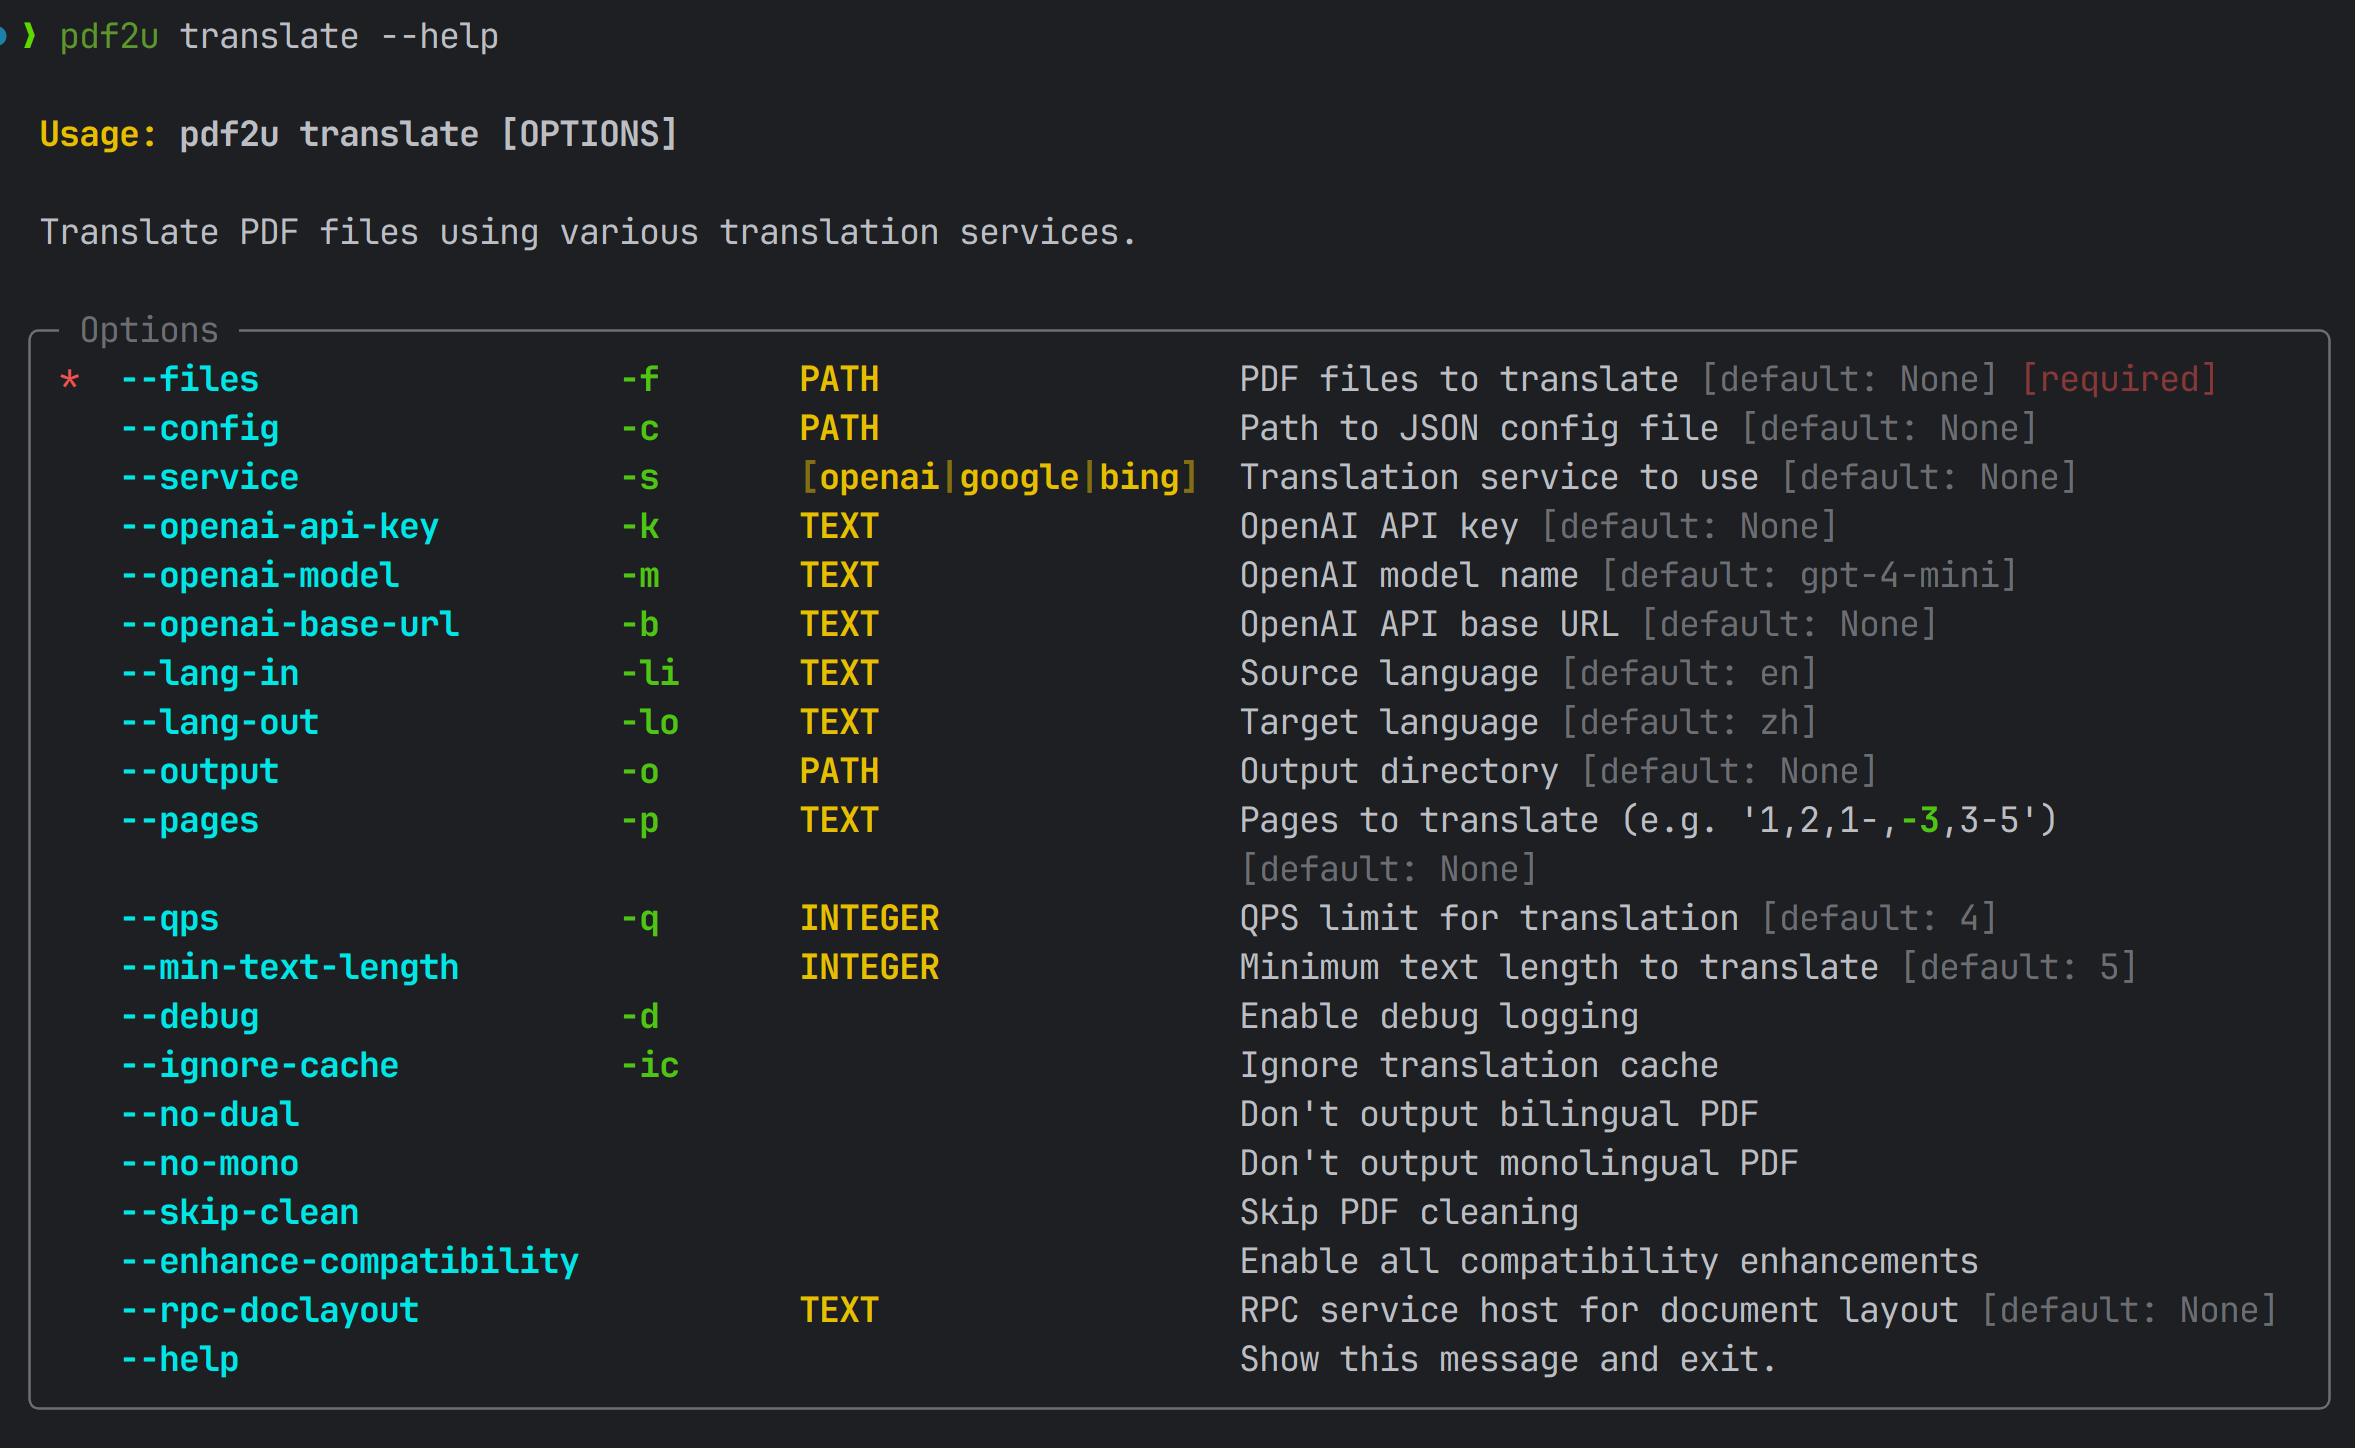 ❯ pdf2u translate --help
Usage: pdf2u translate [OPTIONS]
Translate PDF files using various translation services.
Options
* --files -f PATH PDF files to translate [default: None] [required]
--config -c PATH Path to JSON config file [default: None]
--service -s [openai|google|bing] Translation service to use [default: None]
--openai-api-key -k TEXT OpenAI API key [default: None]
--openai-model -m TEXT OpenAI model name [default: gpt-4-mini]
--openai-base-url -b TEXT OpenAI API base URL [default: None]
--lang-in -li TEXT Source language [default: en]
--lang-out -lo TEXT Target language [default: zh]
--output -o PATH Output directory [default: None]
--pages -p TEXT Pages to translate (e.g. '1,2,1-,-3,3-5')
[default: None]
--qps -q INTEGER QPS limit for translation [default: 4]
--min-text-length INTEGER Minimum text length to translate [default: 5]
--debug -d Enable debug logging
--ignore-cache -ic Ignore translation cache
--no-dual Don't output bilingual PDF
--no-mono Don't output monolingual PDF
--skip-clean Skip PDF cleaning
--enhance-compatibility Enable all compatibility enhancements
--rpc-doclayout TEXT RPC service host for document layout [default: None]
--help Show this message and exit.